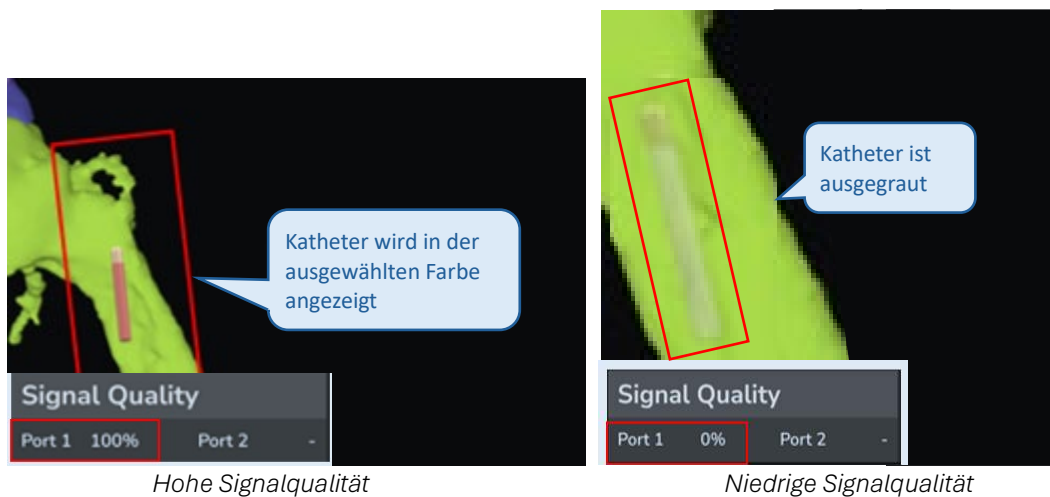 Katheter wird in der
ausgewählten Farbe
angezeigt
Signal Quality
Port 1 100% Port 2 -
Hohe Signalqualität
Katheter ist
ausgegraut
Signal Quality
Port 1 0% Port 2 -
Niedrige Signalqualität